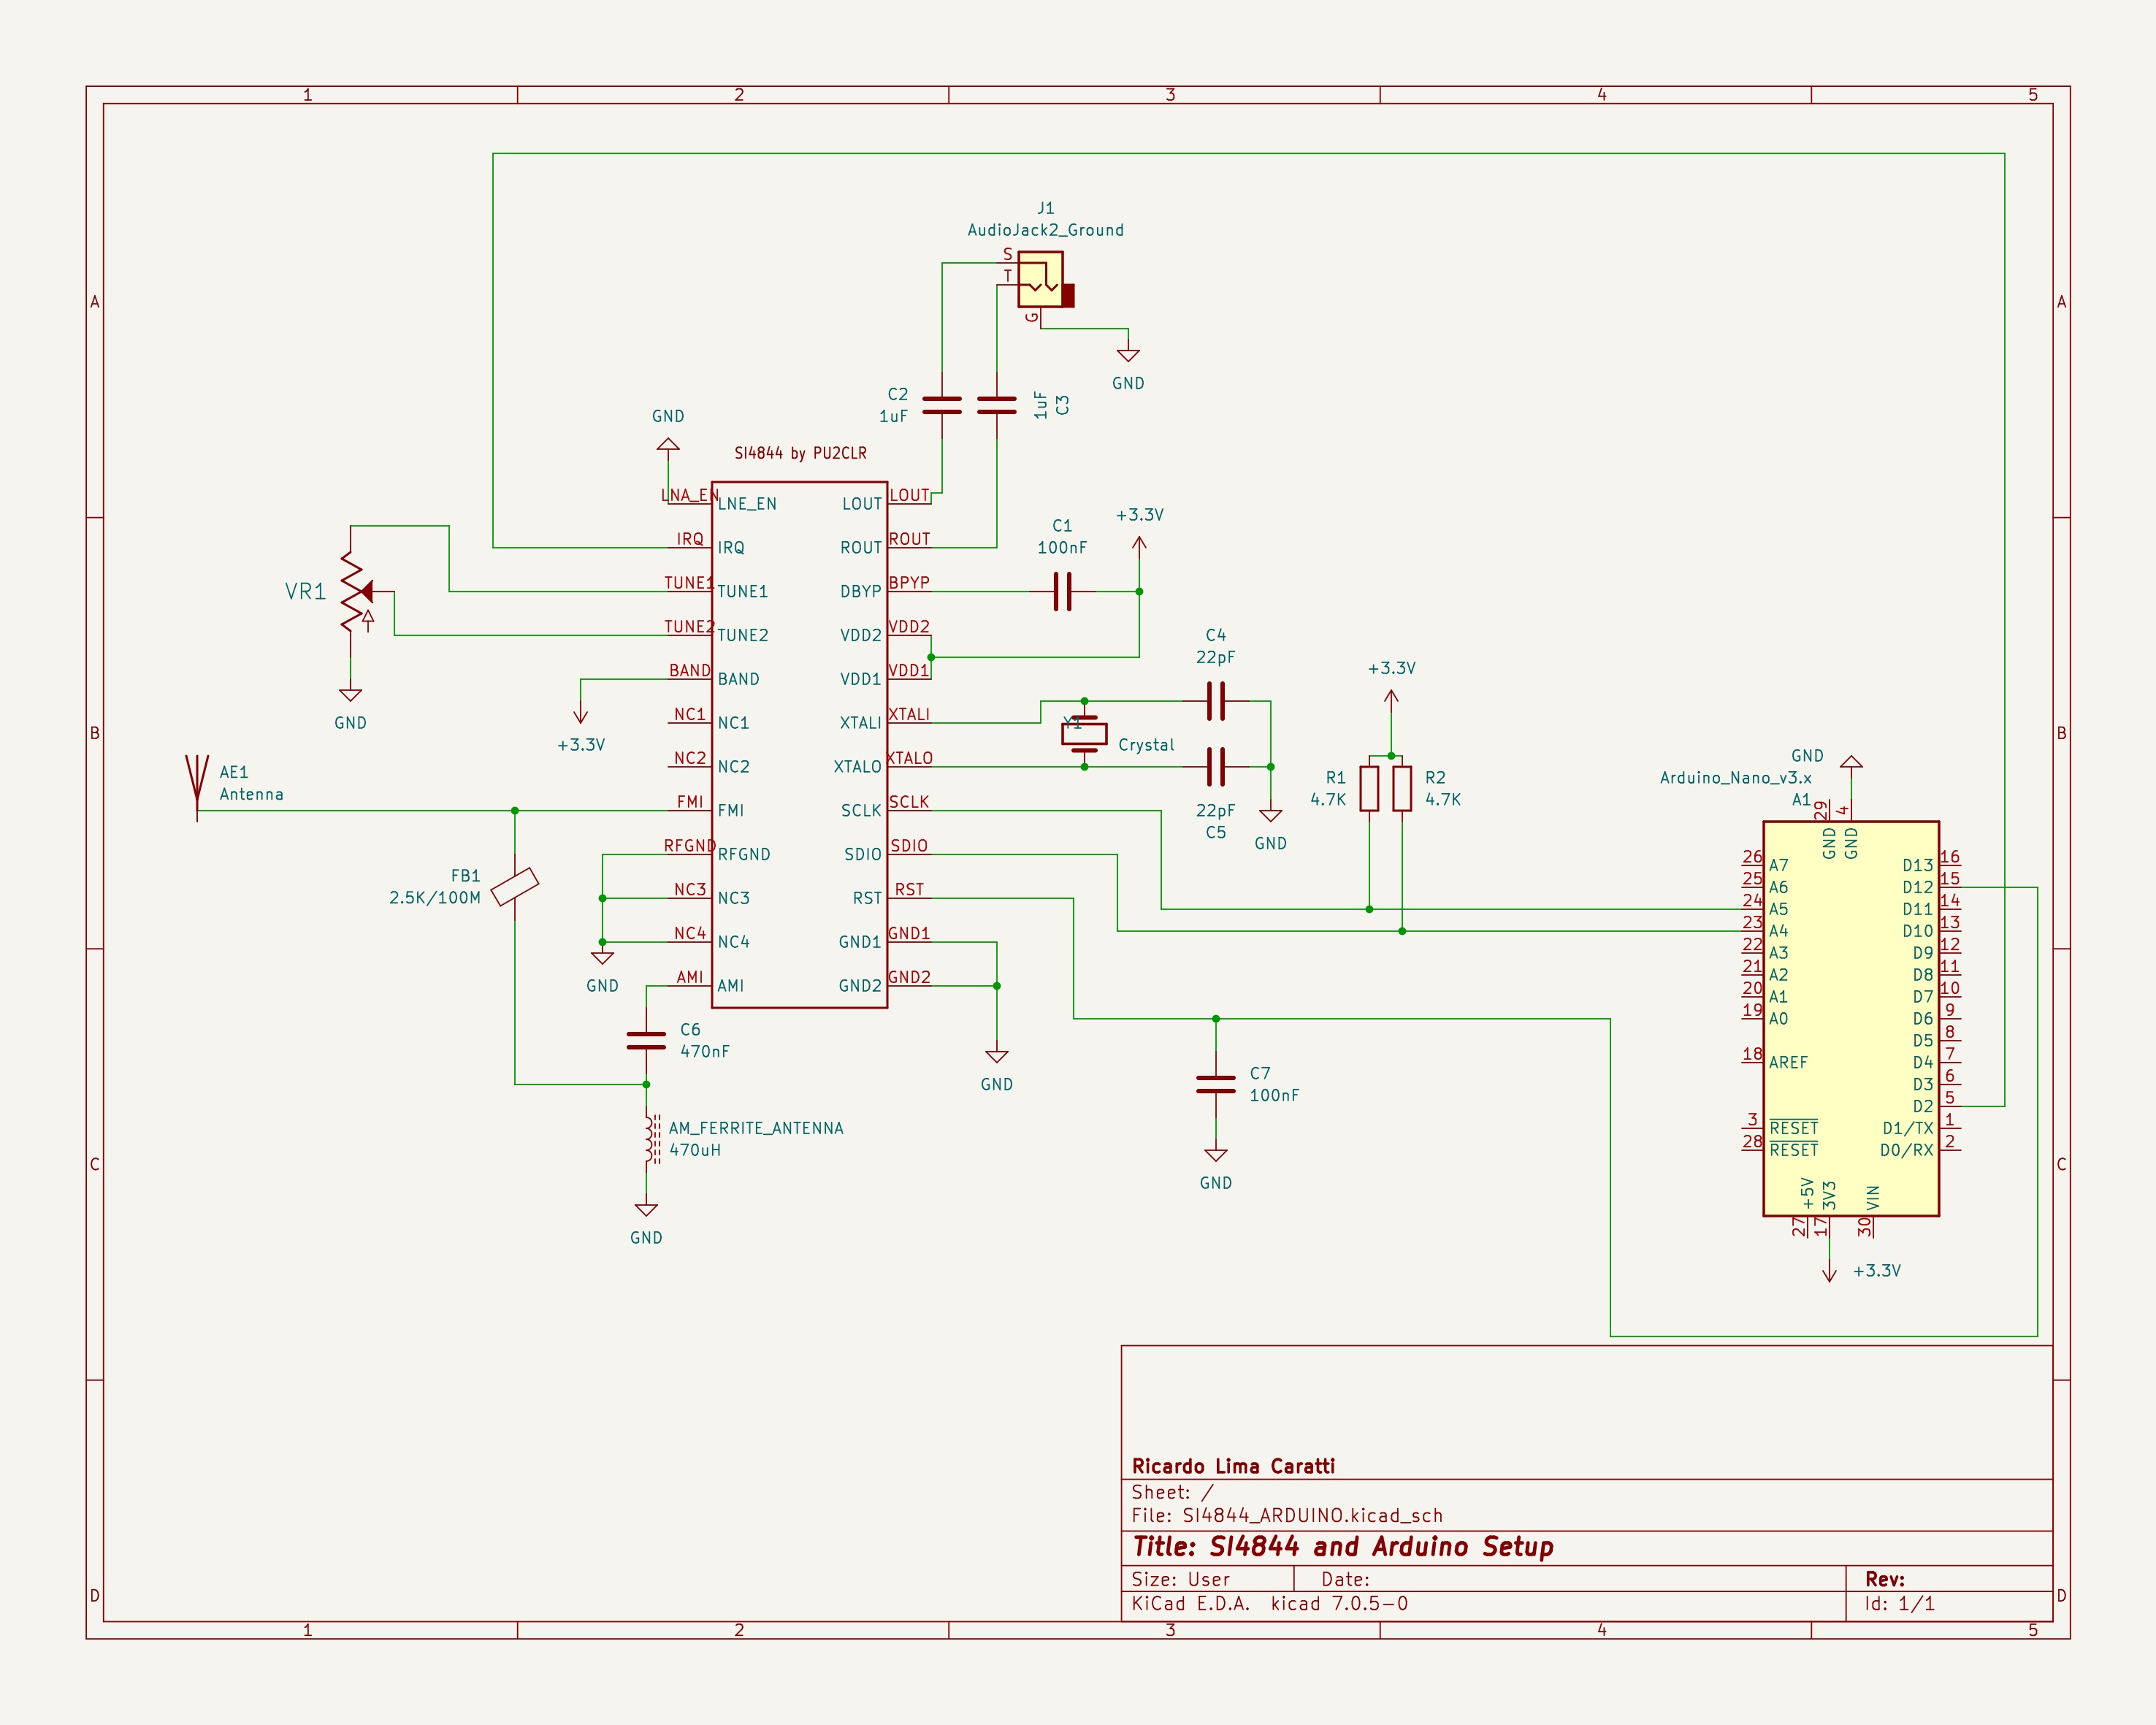 1 2 3 4 5
A
B
C
D
A
B
C
D
J1
AudioJack2_Ground
S
T
G
GND
C2
1uF
1uF
C3
GND
SI4844 by PU2CLR
LNA_EN
LNE_EN
IRQ
IRQ
TUNE1
TUNE1
TUNE2
TUNE2
BAND
BAND
NC1
NC1
NC2
NC2
FMI
FMI
RFGND
RFGND
NC3
NC3
NC4
NC4
AMI
AMI
LOUT
LOUT
ROUT
ROUT
DBYP
BPYP
VDD2
VDD2
VDD1
VDD1
XTALI
XTALI
XTALO
XTALO
SCLK
SCLK
SDIO
SDIO
RST
RST
GND1
GND1
GND2
GND2
VR1
GND
+3.3V
AE1
Antenna
FB1
2.5K/100M
GND
C6
470nF
AM_FERRITE_ANTENNA
470uH
GND
C1
100nF
+3.3V
C4
22pF
Y1
Crystal
22pF
C5
GND
+3.3V
R1
4.7K
R2
4.7K
GND
C7
100nF
GND
GND
Arduino_Nano_v3.x
A1
29
4
GND
GND
26 A7
25 A6
24 A5
23 A4
22 A3
21 A2
20 A1
19 A0
18 AREF
3 RESET
28 RESET
D13 16
D12 15
D11 14
D10 13
D9 12
D8 11
D7 10
D6 9
D5 8
D4 7
D3 6
D2 5
D1/TX 1
D0/RX 2
+5V
3V3
VIN
27
17
30
+3.3V
Ricardo Lima Caratti
Sheet: /
File: SI4844_ARDUINO.kicad_sch
Title: SI4844 and Arduino Setup
Size: User Date: Rev:
KiCad E.D.A. kicad 7.0.5-0 Id: 1/1
1 2 3 4 5